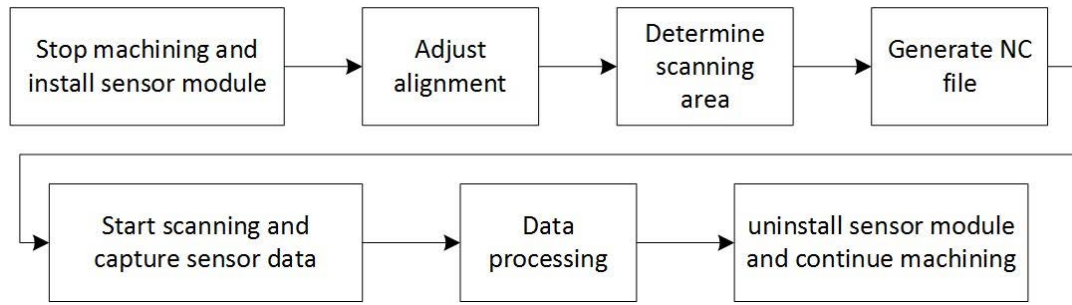 Stop machining and
install sensor module
Adjust
alignment
Determine
scanning
area
Generate NC
file
Start scanning and
capture sensor data
Data
processing
uninstall sensor module
and continue machining